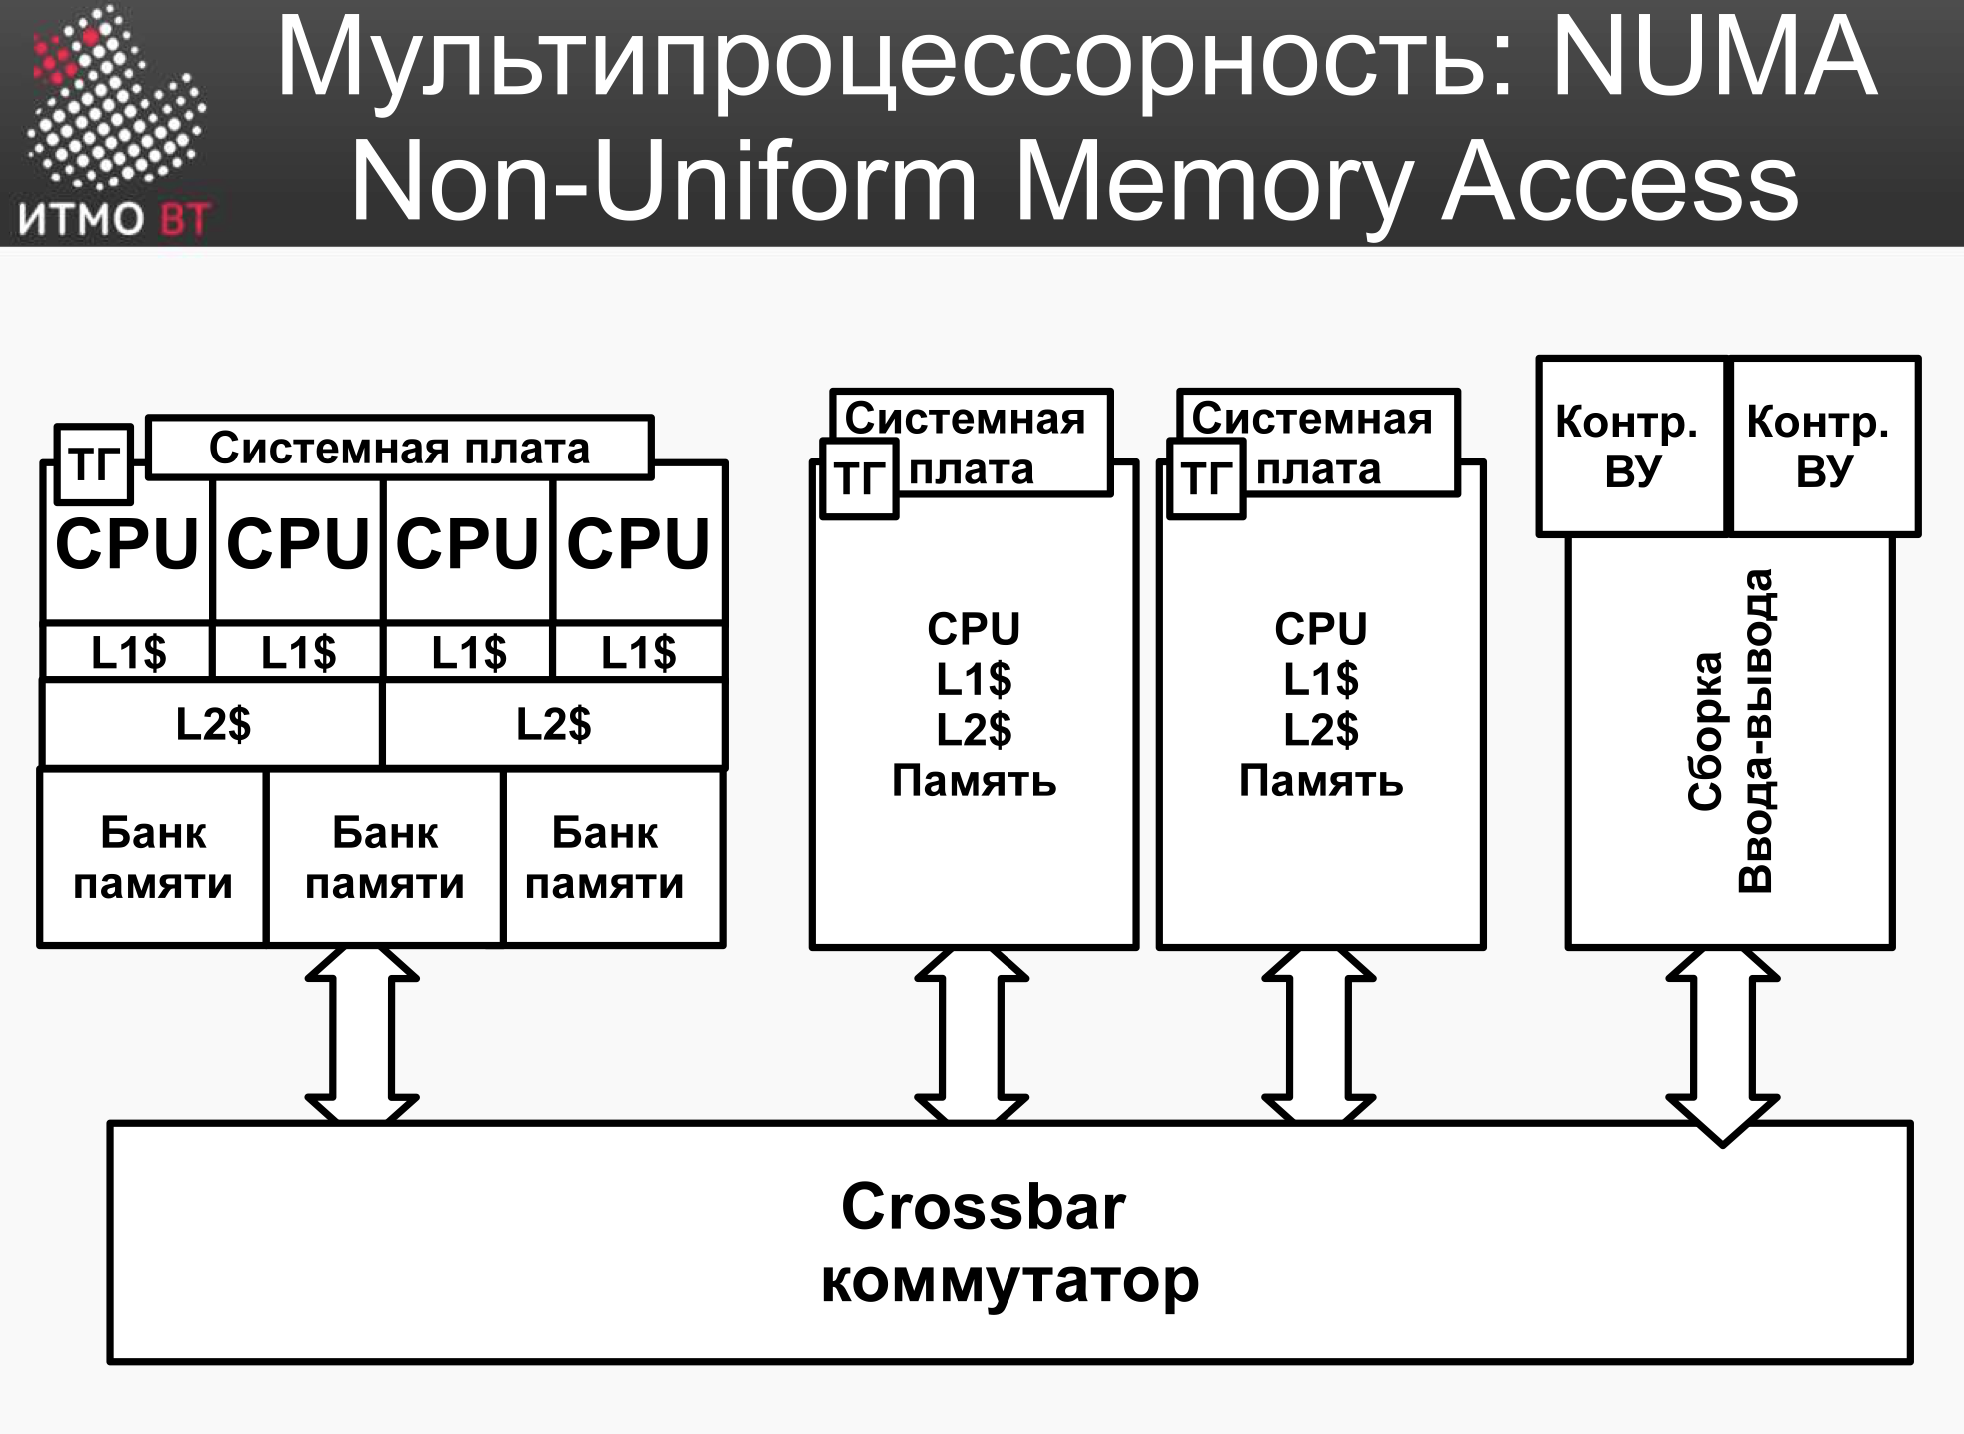 Мультипроцессорность: NUMA
Non-Uniform Memory Access
ИТМО ВТ
ТГ
Системная плата
CPU CPU CPU CPU
L1$ L1$ L1$ L1$
L2$ L2$
Банк
памяти
Банк
памяти
Банк
памяти
Системная
плата
ТГ
CPU
L1$
L2$
Память
Системная
плата
ТГ
CPU
L1$
L2$
Память
Контр.
ВУ
Контр.
ВУ
Сборка
Ввода-вывода
Crossbar
коммутатор